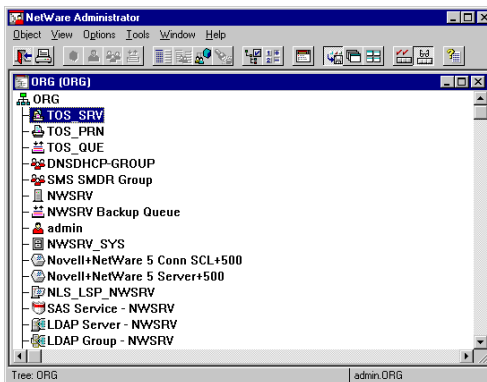 NetWare Administrator
Object View Options Tools Window Help
ORG (ORG)
ORG
TOS_SRV
TOS_PRN
TOS_QUE
DNSDHCP-GROUP
SMS SMDR Group
NWSRV
NWSRV Backup Queue
admin
NWSRV_SYS
Novell+NetWare 5 Conn SCL+500
Novell+NetWare 5 Server+500
NLS_LSP_NWSRV
SAS Service - NWSRV
LDAP Server - NWSRV
LDAP Group - NWSRV
Tree: ORG admin.ORG